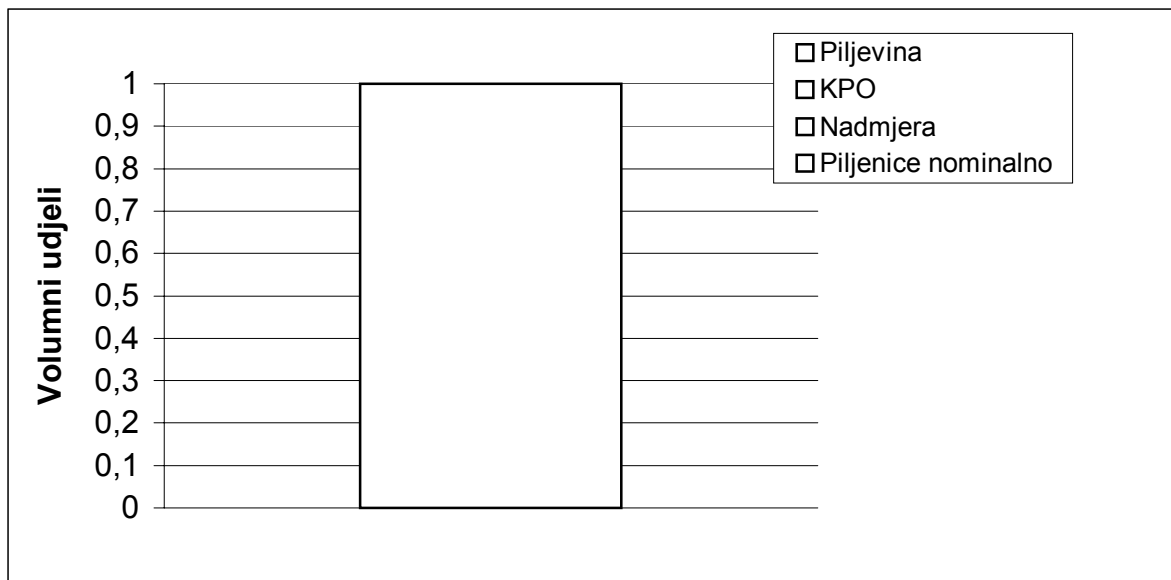 Piljevina
KPO
Nadmjera
Piljenice nominalno
Volumni udjeli
1
0,9
0,8
0,7
0,6
0,5
0,4
0,3
0,2
0,1
0